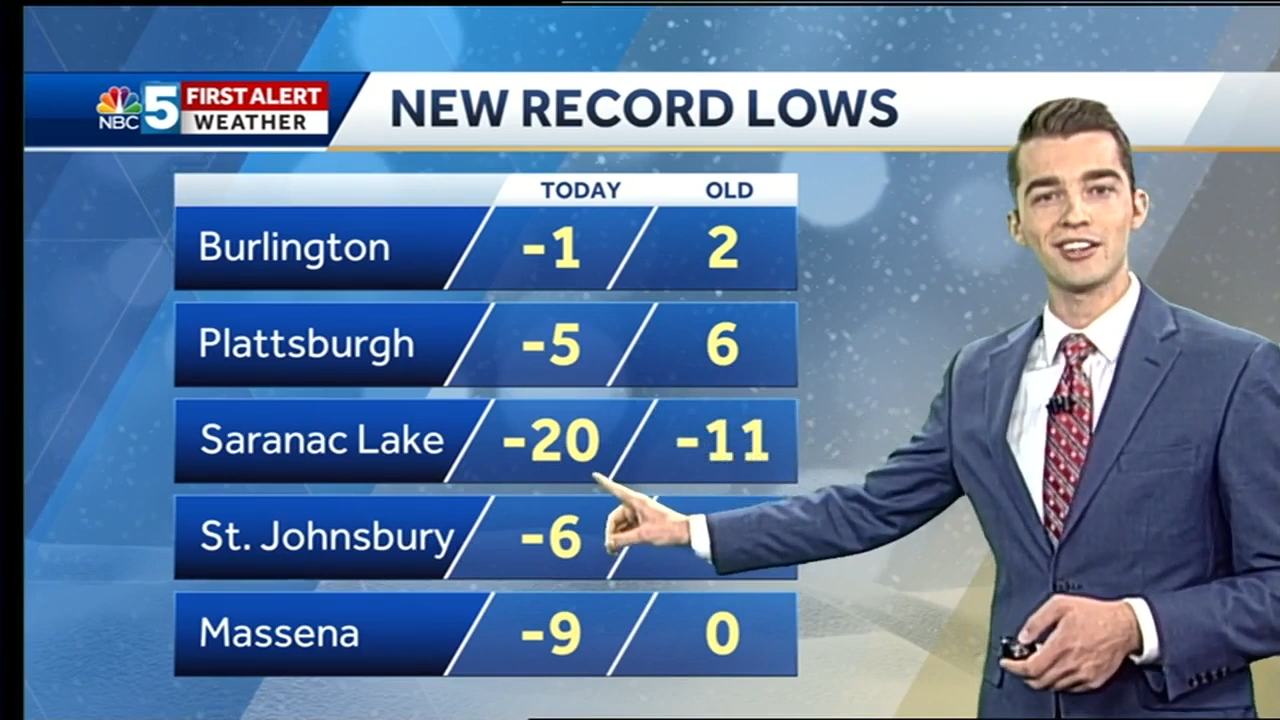 NBC 5 FIRST ALERT WEATHER
NEW RECORD LOWS
TODAY OLD
Burlington -1 2
Plattsburgh -5 6
Saranac Lake -20 -11
St. Johnsbury -6
Massena -9 0